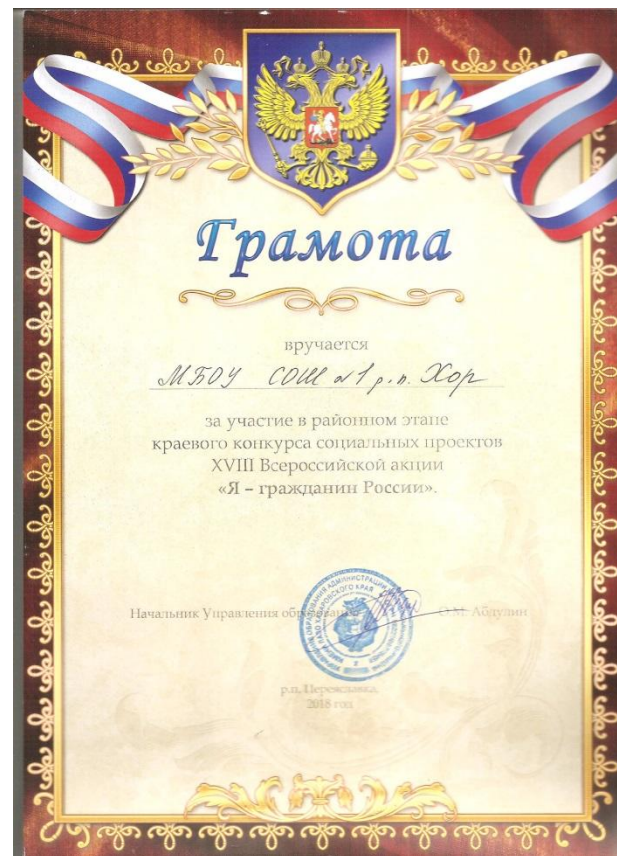 Грамота
вручается
МБОУ СОШ №1 р.п. Хор
за участие в районном этапе
краевого конкурса социальных проектов
XVIII Всероссийской акции
«Я – гражданин России».
Начальник Управления образования О.М. Абдулин
р.п. Переяславка,
2018 год